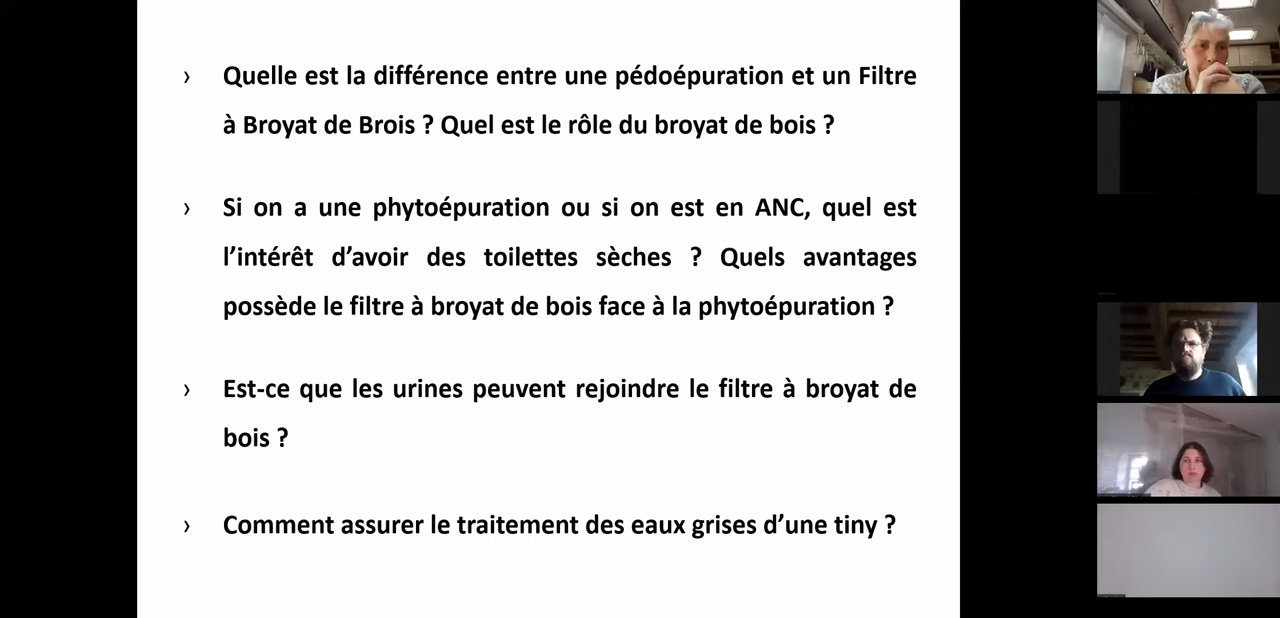 › Quelle est la différence entre une pédoépuration et un Filtre
à Broyat de Brois ? Quel est le rôle du broyat de bois ?
› Si on a une phytoépuration ou si on est en ANC, quel est
l’intérêt d’avoir des toilettes sèches ? Quels avantages
possède le filtre à broyat de bois face à la phytoépuration ?
› Est-ce que les urines peuvent rejoindre le filtre à broyat de
bois ?
› Comment assurer le traitement des eaux grises d’une tiny ?